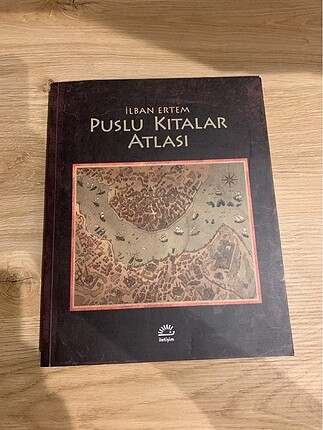 İLBAN ERTEM
PUSLU KITALAR
ATLASI
iletişim